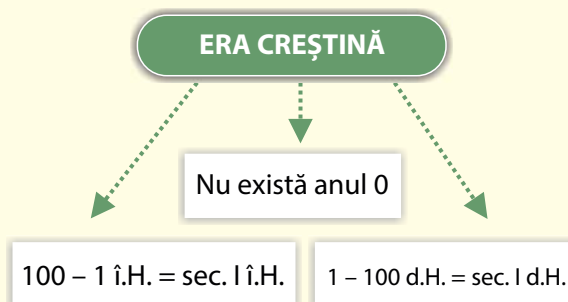 ERA CREȘTINĂ
Nu există anul 0
100 – 1 î.H. = sec. I î.H.
1 – 100 d.H. = sec. I d.H.